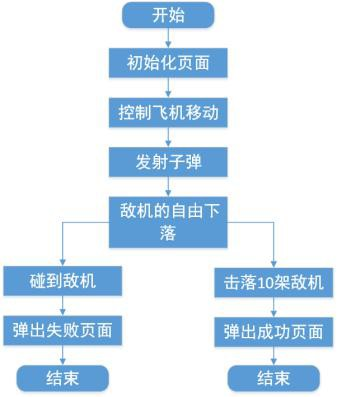 开始
初始化页面
控制飞机移动
发射子弹
敌机的自由下
落
碰到敌机
弹出失败页面
结束
击落10架敌机
弹出成功页面
结束